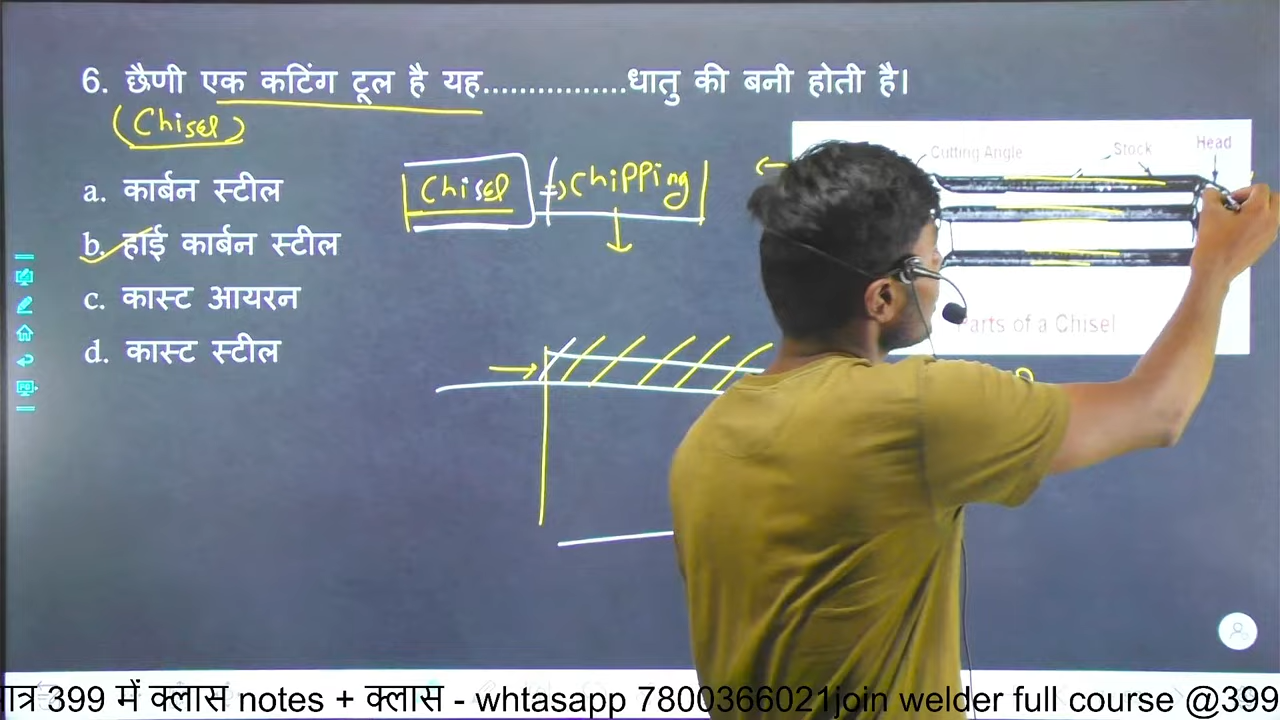 6. छैणी एक कटिंग टूल है यह................धातु की बनी होती है।
(Chisel)
a. कार्बन स्टील
b. हाई कार्बन स्टील
c. कास्ट आयरन
d. कास्ट स्टील
Chisel => Chipping
Cutting Angle Stock Head
Parts of a Chisel
399 में क्लास notes + क्लास - whtasapp 7800366021join welder full course @399